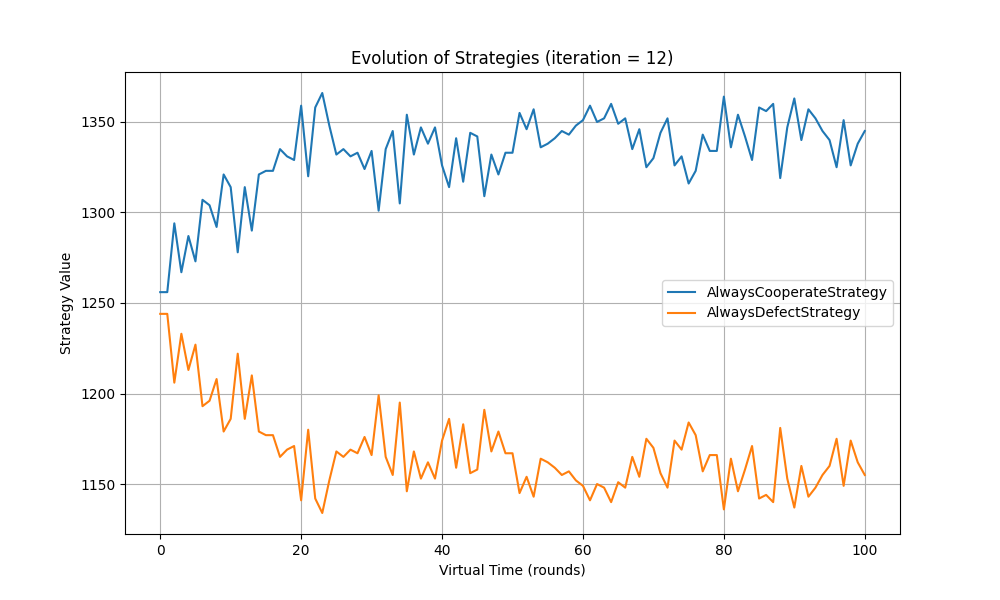 Evolution of Strategies (iteration = 12)
Strategy Value
1350
1300
1250
1200
1150
AlwaysCooperateStrategy
AlwaysDefectStrategy
0 20 40 60 80 100
Virtual Time (rounds)